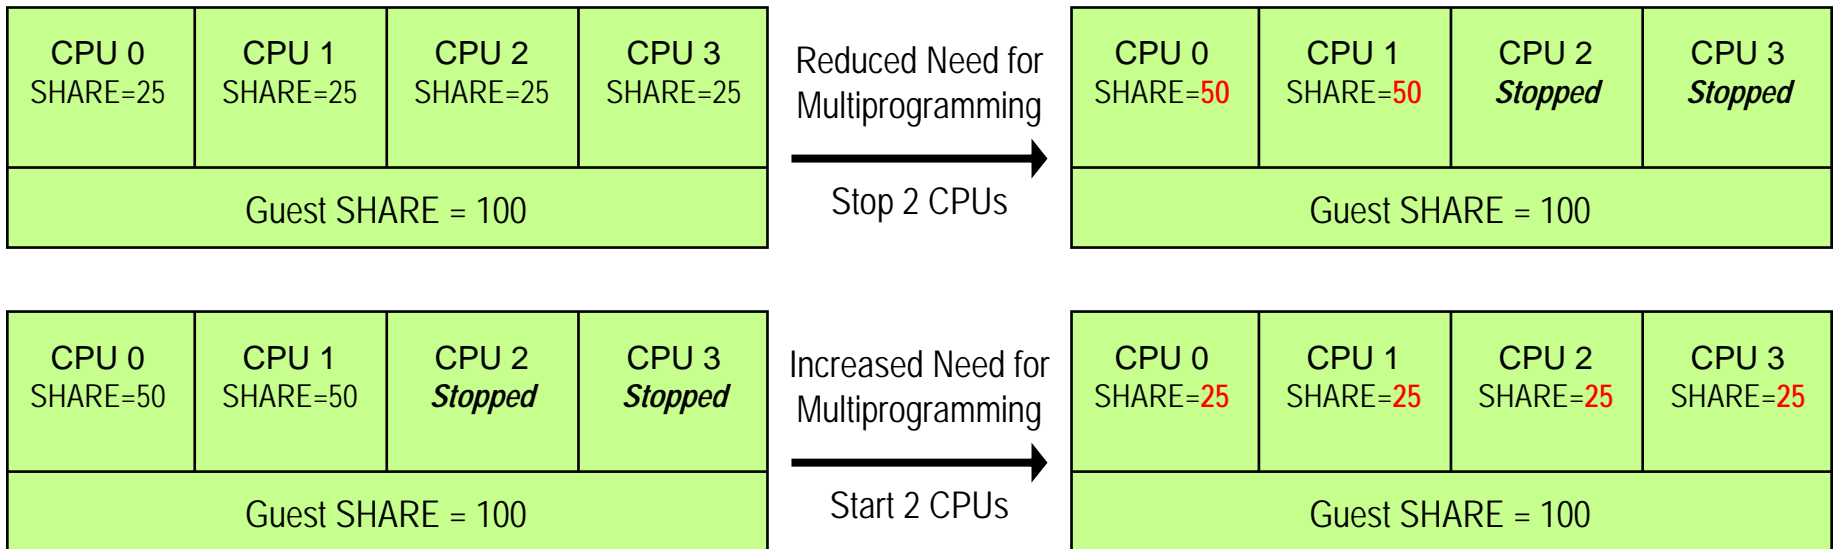 CPU 0
SHARE=25
CPU 1
SHARE=25
CPU 2
SHARE=25
CPU 3
SHARE=25
Guest SHARE = 100
Reduced Need for
Multiprogramming
Stop 2 CPUs
CPU 0
SHARE=50
CPU 1
SHARE=50
CPU 2
Stopped
CPU 3
Stopped
Guest SHARE = 100
CPU 0
SHARE=50
CPU 1
SHARE=50
CPU 2
Stopped
CPU 3
Stopped
Guest SHARE = 100
Increased Need for
Multiprogramming
Start 2 CPUs
CPU 0
SHARE=25
CPU 1
SHARE=25
CPU 2
SHARE=25
CPU 3
SHARE=25
Guest SHARE = 100